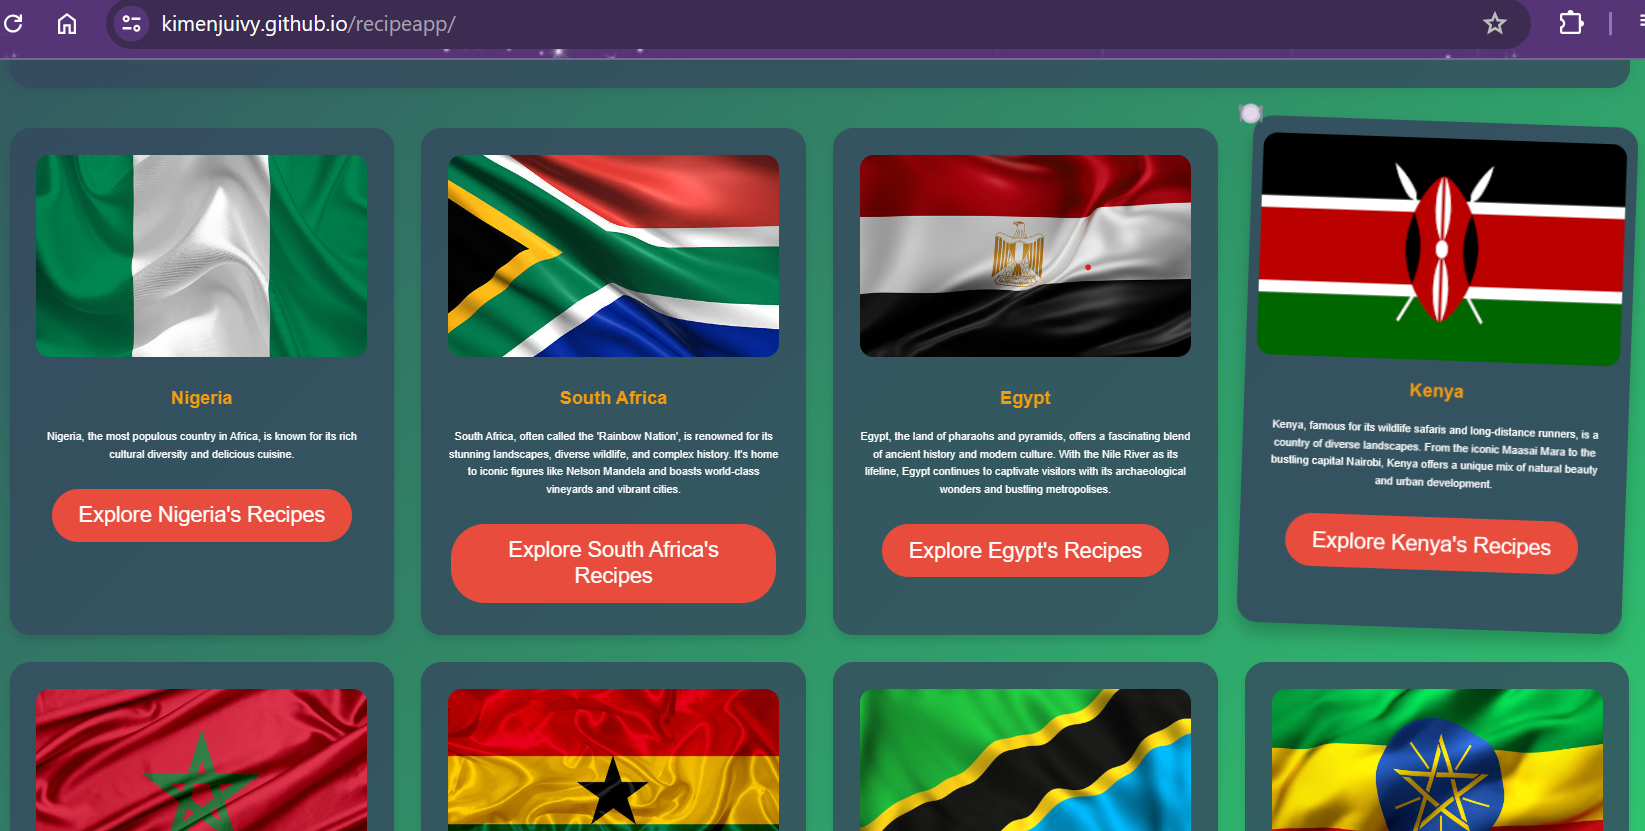 kimenjuivy.github.io/recipeapp/
Nigeria
Nigeria, the most populous country in Africa, is known for its rich
cultural diversity and delicious cuisine.
Explore Nigeria's Recipes
South Africa
South Africa, often called the 'Rainbow Nation', is renowned for its
stunning landscapes, diverse wildlife, and complex history. It's home
to iconic figures like Nelson Mandela and boasts world-class
vineyards and vibrant cities.
Explore South Africa's
Recipes
Egypt
Egypt, the land of pharaohs and pyramids, offers a fascinating blend
of ancient history and modern culture. With the Nile River as its
lifeline, Egypt continues to captivate visitors with its archaeological
wonders and bustling metropolises.
Explore Egypt's Recipes
Kenya
Kenya, famous for its wildlife safaris and long-distance runners, is a
country of diverse landscapes. From the iconic Maasai Mara to the
bustling capital Nairobi, Kenya offers a unique mix of natural beauty
and urban development.
Explore Kenya's Recipes